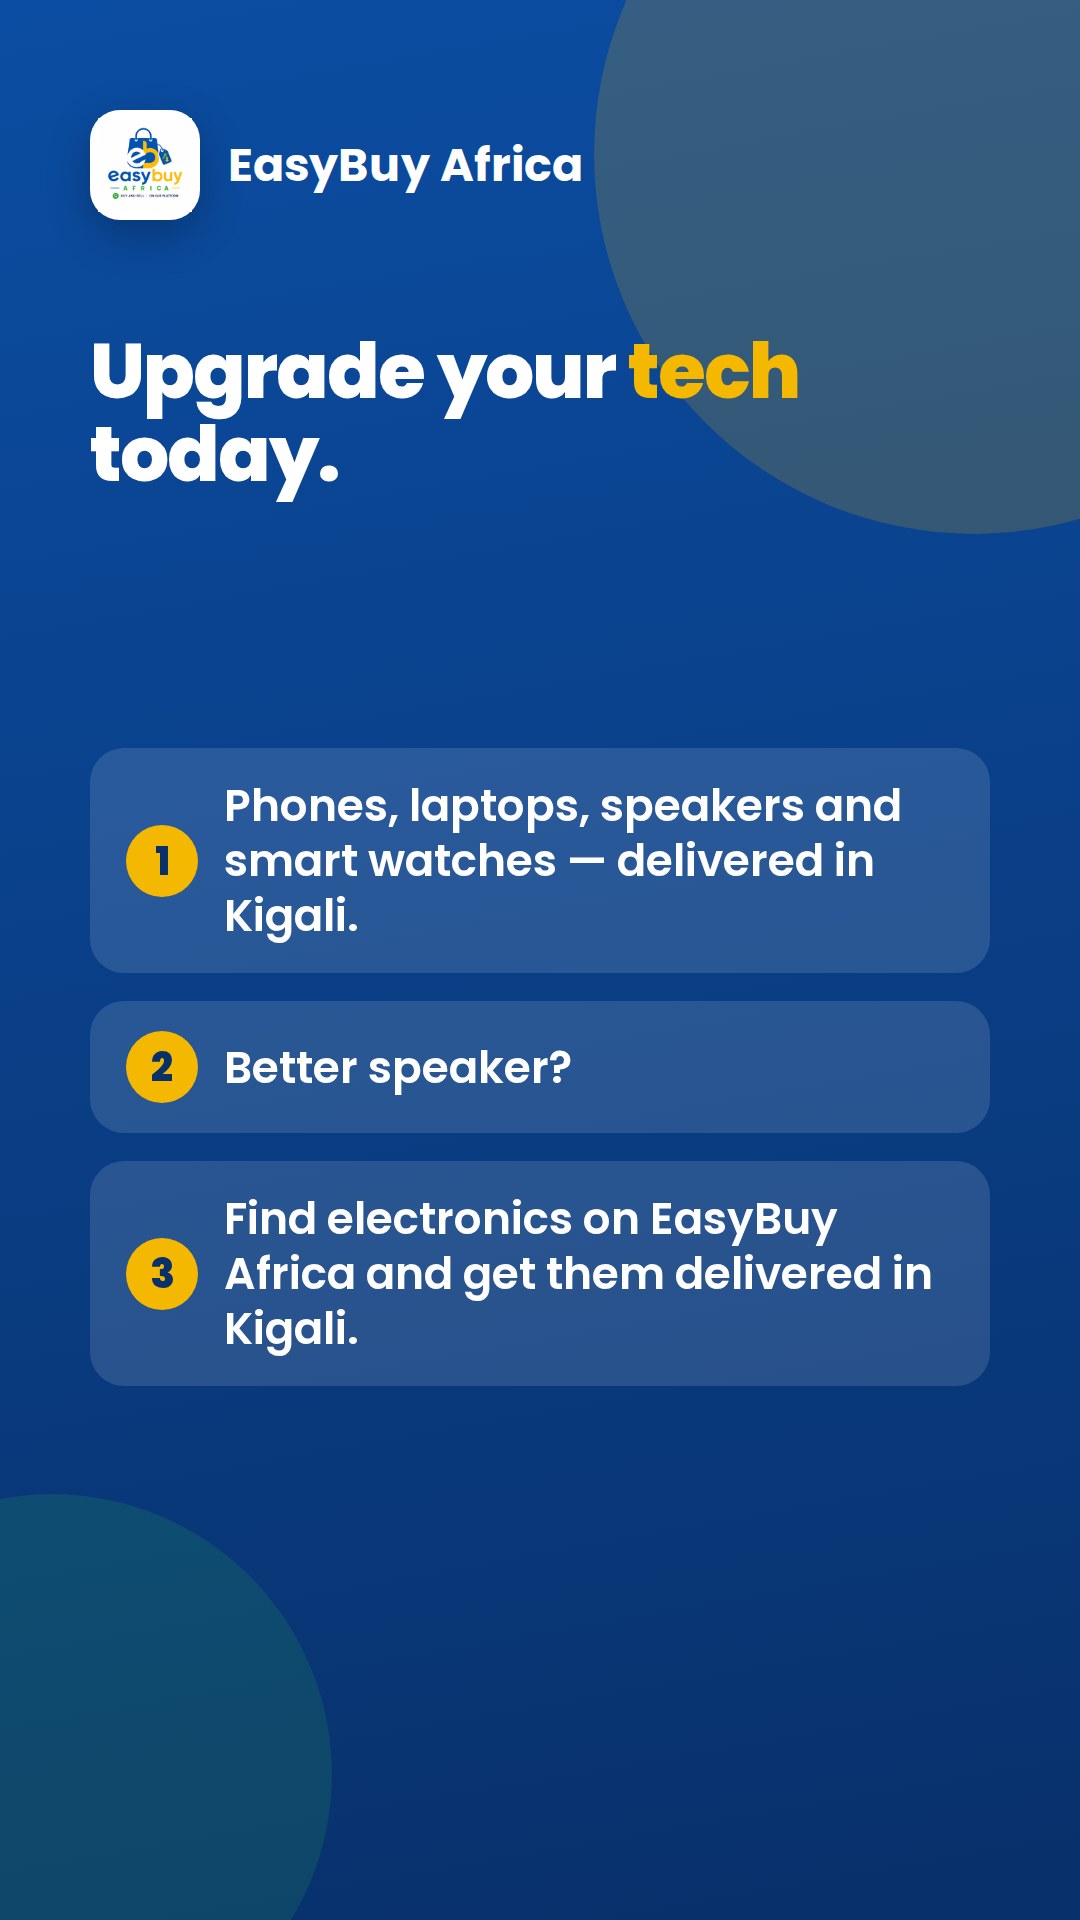 easybuy
AFRICA
EasyBuy Africa
Upgrade your tech
today.
1
Phones, laptops, speakers and
smart watches — delivered in
Kigali.
2
Better speaker?
3
Find electronics on EasyBuy
Africa and get them delivered in
Kigali.